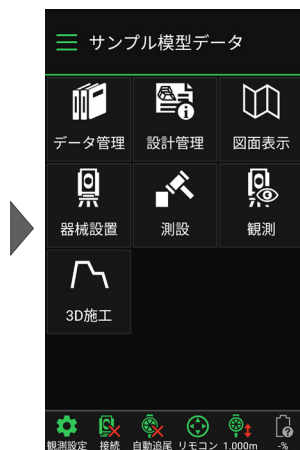 サンプル模型データ
データ管理 設計管理 図面表示
器械設置 測設 観測
3D施工
観測設定 接続 自動追尾 リモコン 1.000m -%